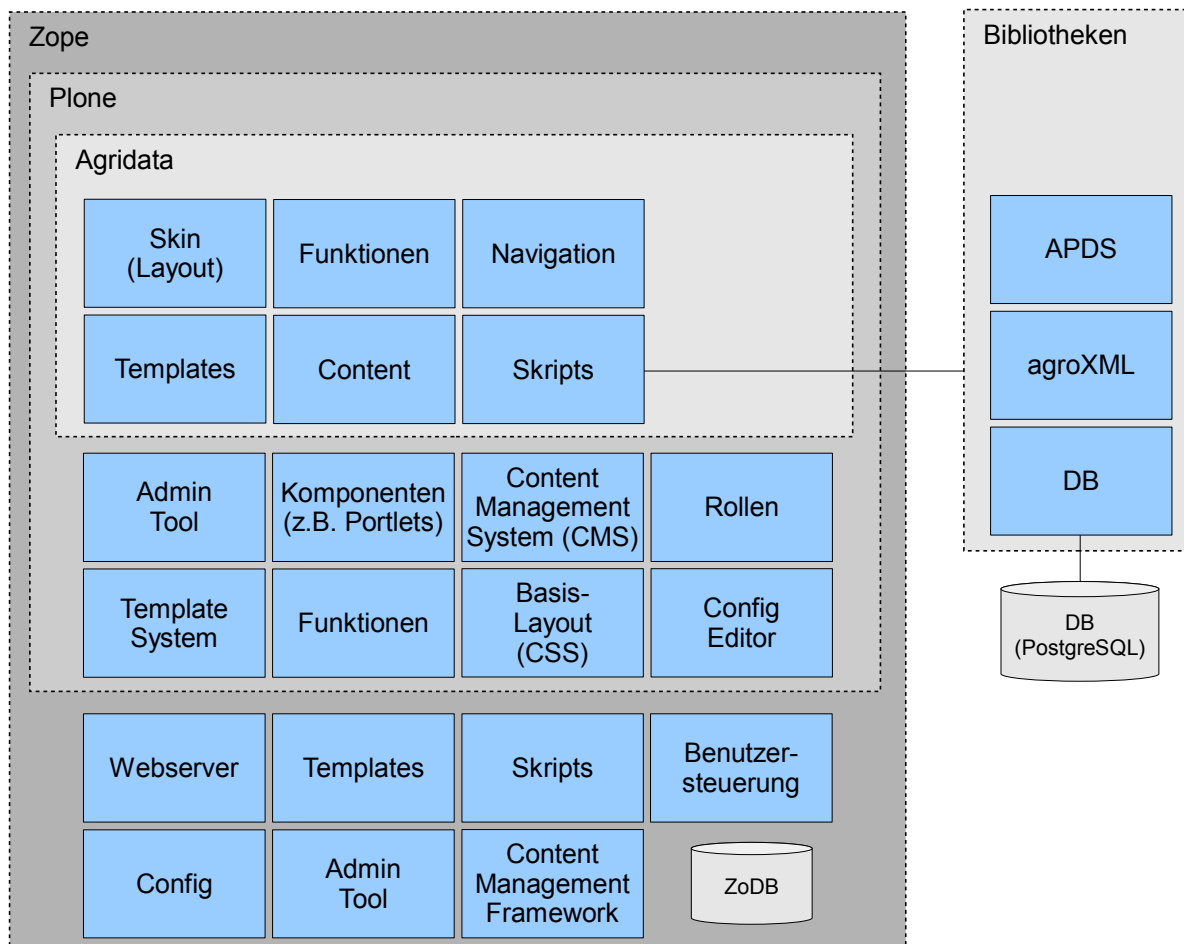 Zope
Plone
Agridata
Skin
(Layout)
Funktionen
Navigation
Templates
Content
Skripts
Admin
Tool
Komponenten
(z.B. Portlets)
Content
Management
System (CMS)
Rollen
Template
System
Funktionen
Basis-
Layout
(CSS)
Config
Editor
Webserver
Templates
Skripts
Benutzer-
steuerung
Config
Admin
Tool
Content
Management
Framework
ZoDB
Bibliotheken
APDS
agroXML
DB
DB
(PostgreSQL)